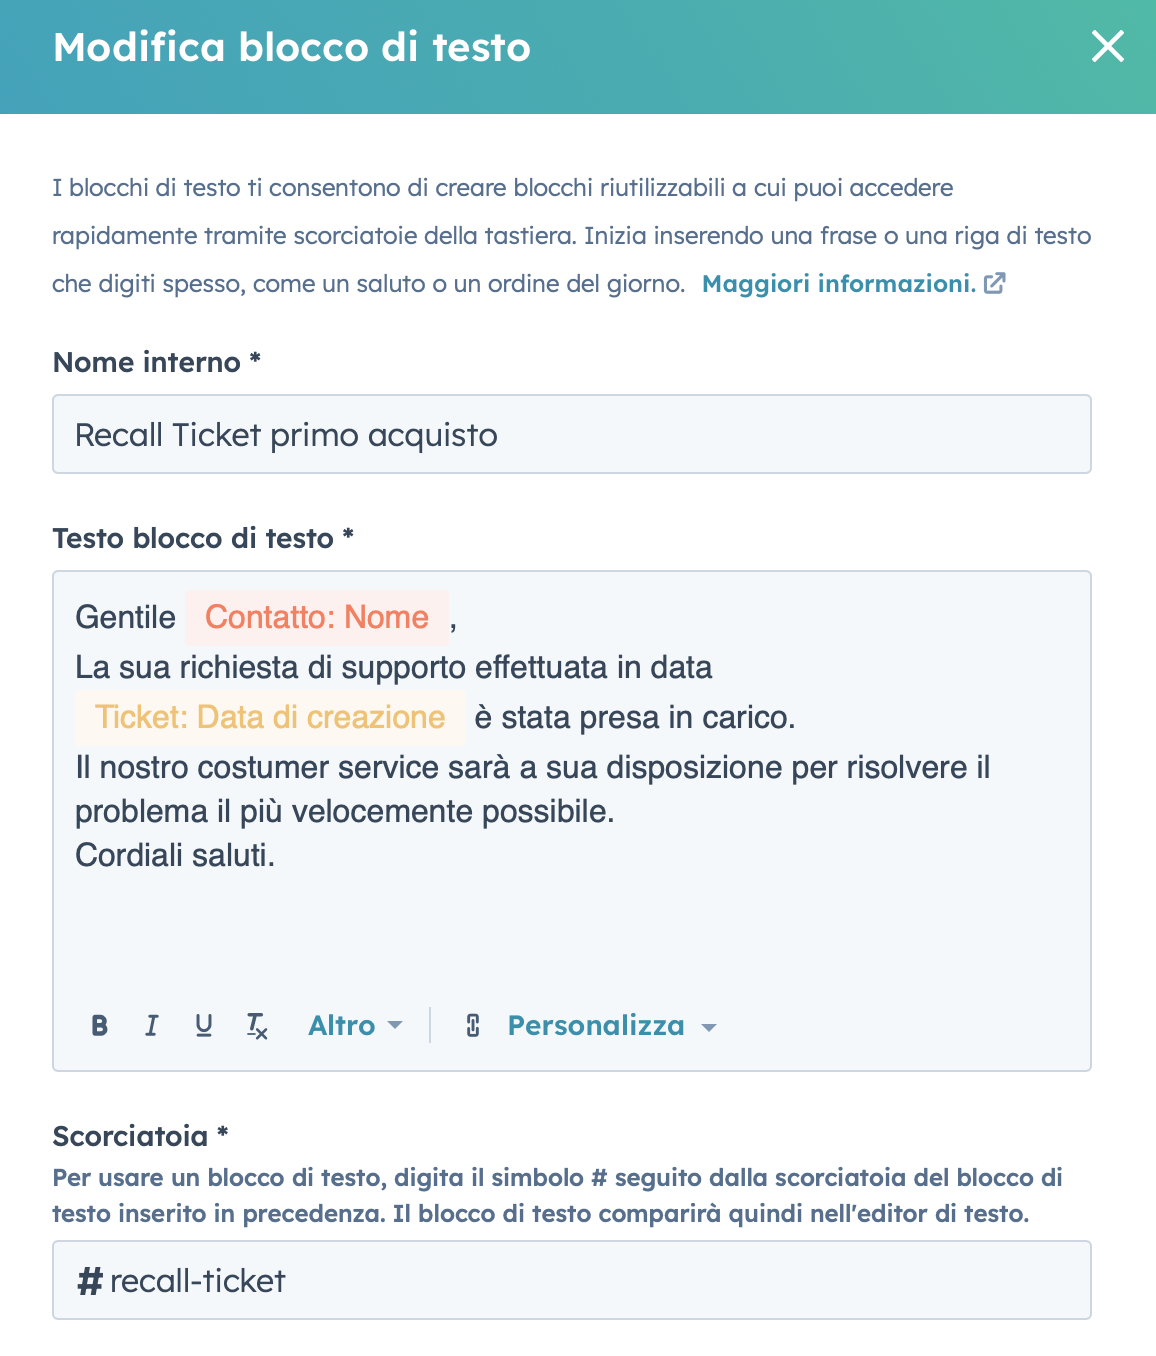 Modifica blocco di testo
I blocchi di testo ti consentono di creare blocchi riutilizzabili a cui puoi accedere
rapidamente tramite scorciatoie della tastiera. Inizia inserendo una frase o una riga di testo
che digiti spesso, come un saluto o un ordine del giorno. Maggiori informazioni.
Nome interno *
Recall Ticket primo acquisto
Testo blocco di testo *
Gentile Contatto: Nome ,
La sua richiesta di supporto effettuata in data
Ticket: Data di creazione è stata presa in carico.
Il nostro costumer service sarà a sua disposizione per risolvere il
problema il più velocemente possibile.
Cordiali saluti.
B I U Tx Altro Personalizza
Scorciatoia *
Per usare un blocco di testo, digita il simbolo # seguito dalla scorciatoia del blocco di
testo inserito in precedenza. Il blocco di testo comparirà quindi nell'editor di testo.
# recall-ticket